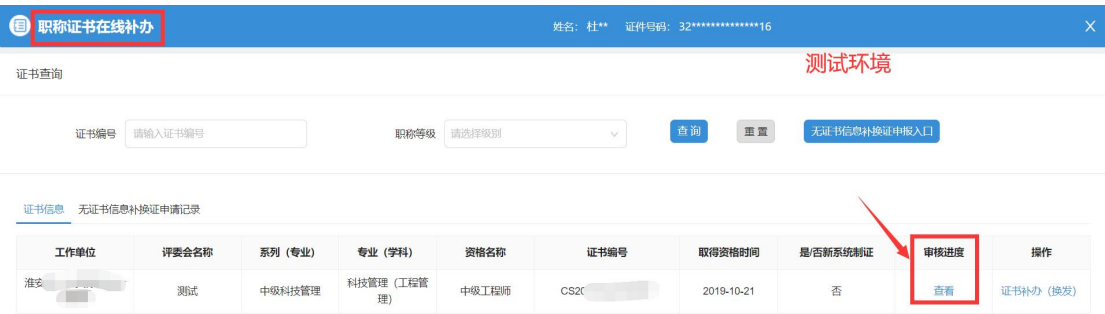 职称证书在线补办
姓名：杜** 证件号码：32**************16
X
测试环境
证书查询
证书编号 请输入证书编号 职称等级 请选择级别 查 询 重 置 无证书信息补换证申报入口
证书信息 无证书信息补换证申请记录
工作单位 评委会名称 系列（专业） 专业（学科） 资格名称 证书编号 取得资格时间 是/否新系统制证 审核进度 操作
淮安 测试 中级科技管理 科技管理（工程管理） 中级工程师 CS20 2019-10-21 否 查看 证书补办（换发）